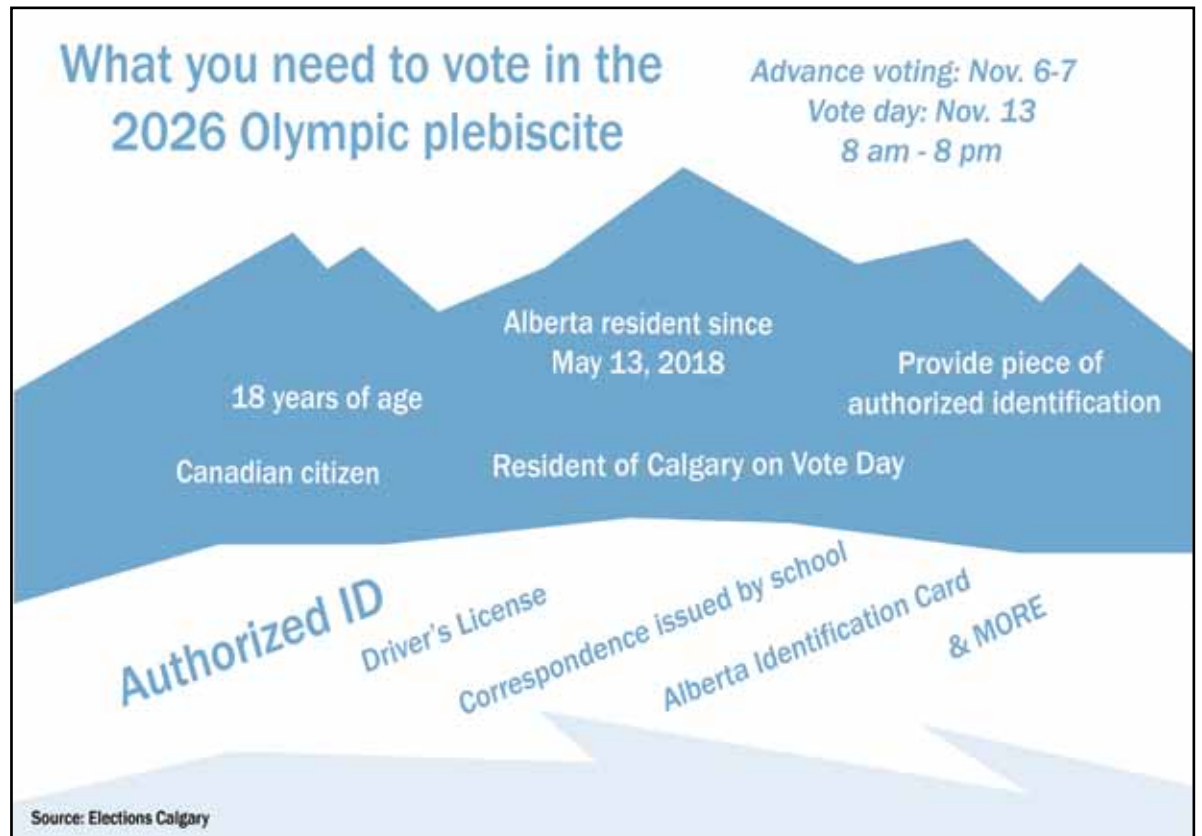 What you need to vote in the
2026 Olympic plebiscite
Advance voting: Nov. 6-7
Vote day: Nov. 13
8 am - 8 pm
Alberta resident since
May 13, 2018
18 years of age
Provide piece of
authorized identification
Canadian citizen
Resident of Calgary on Vote Day
Authorized ID
Driver's License
Correspondence issued by school
Alberta Identification Card
& MORE
Source: Elections Calgary